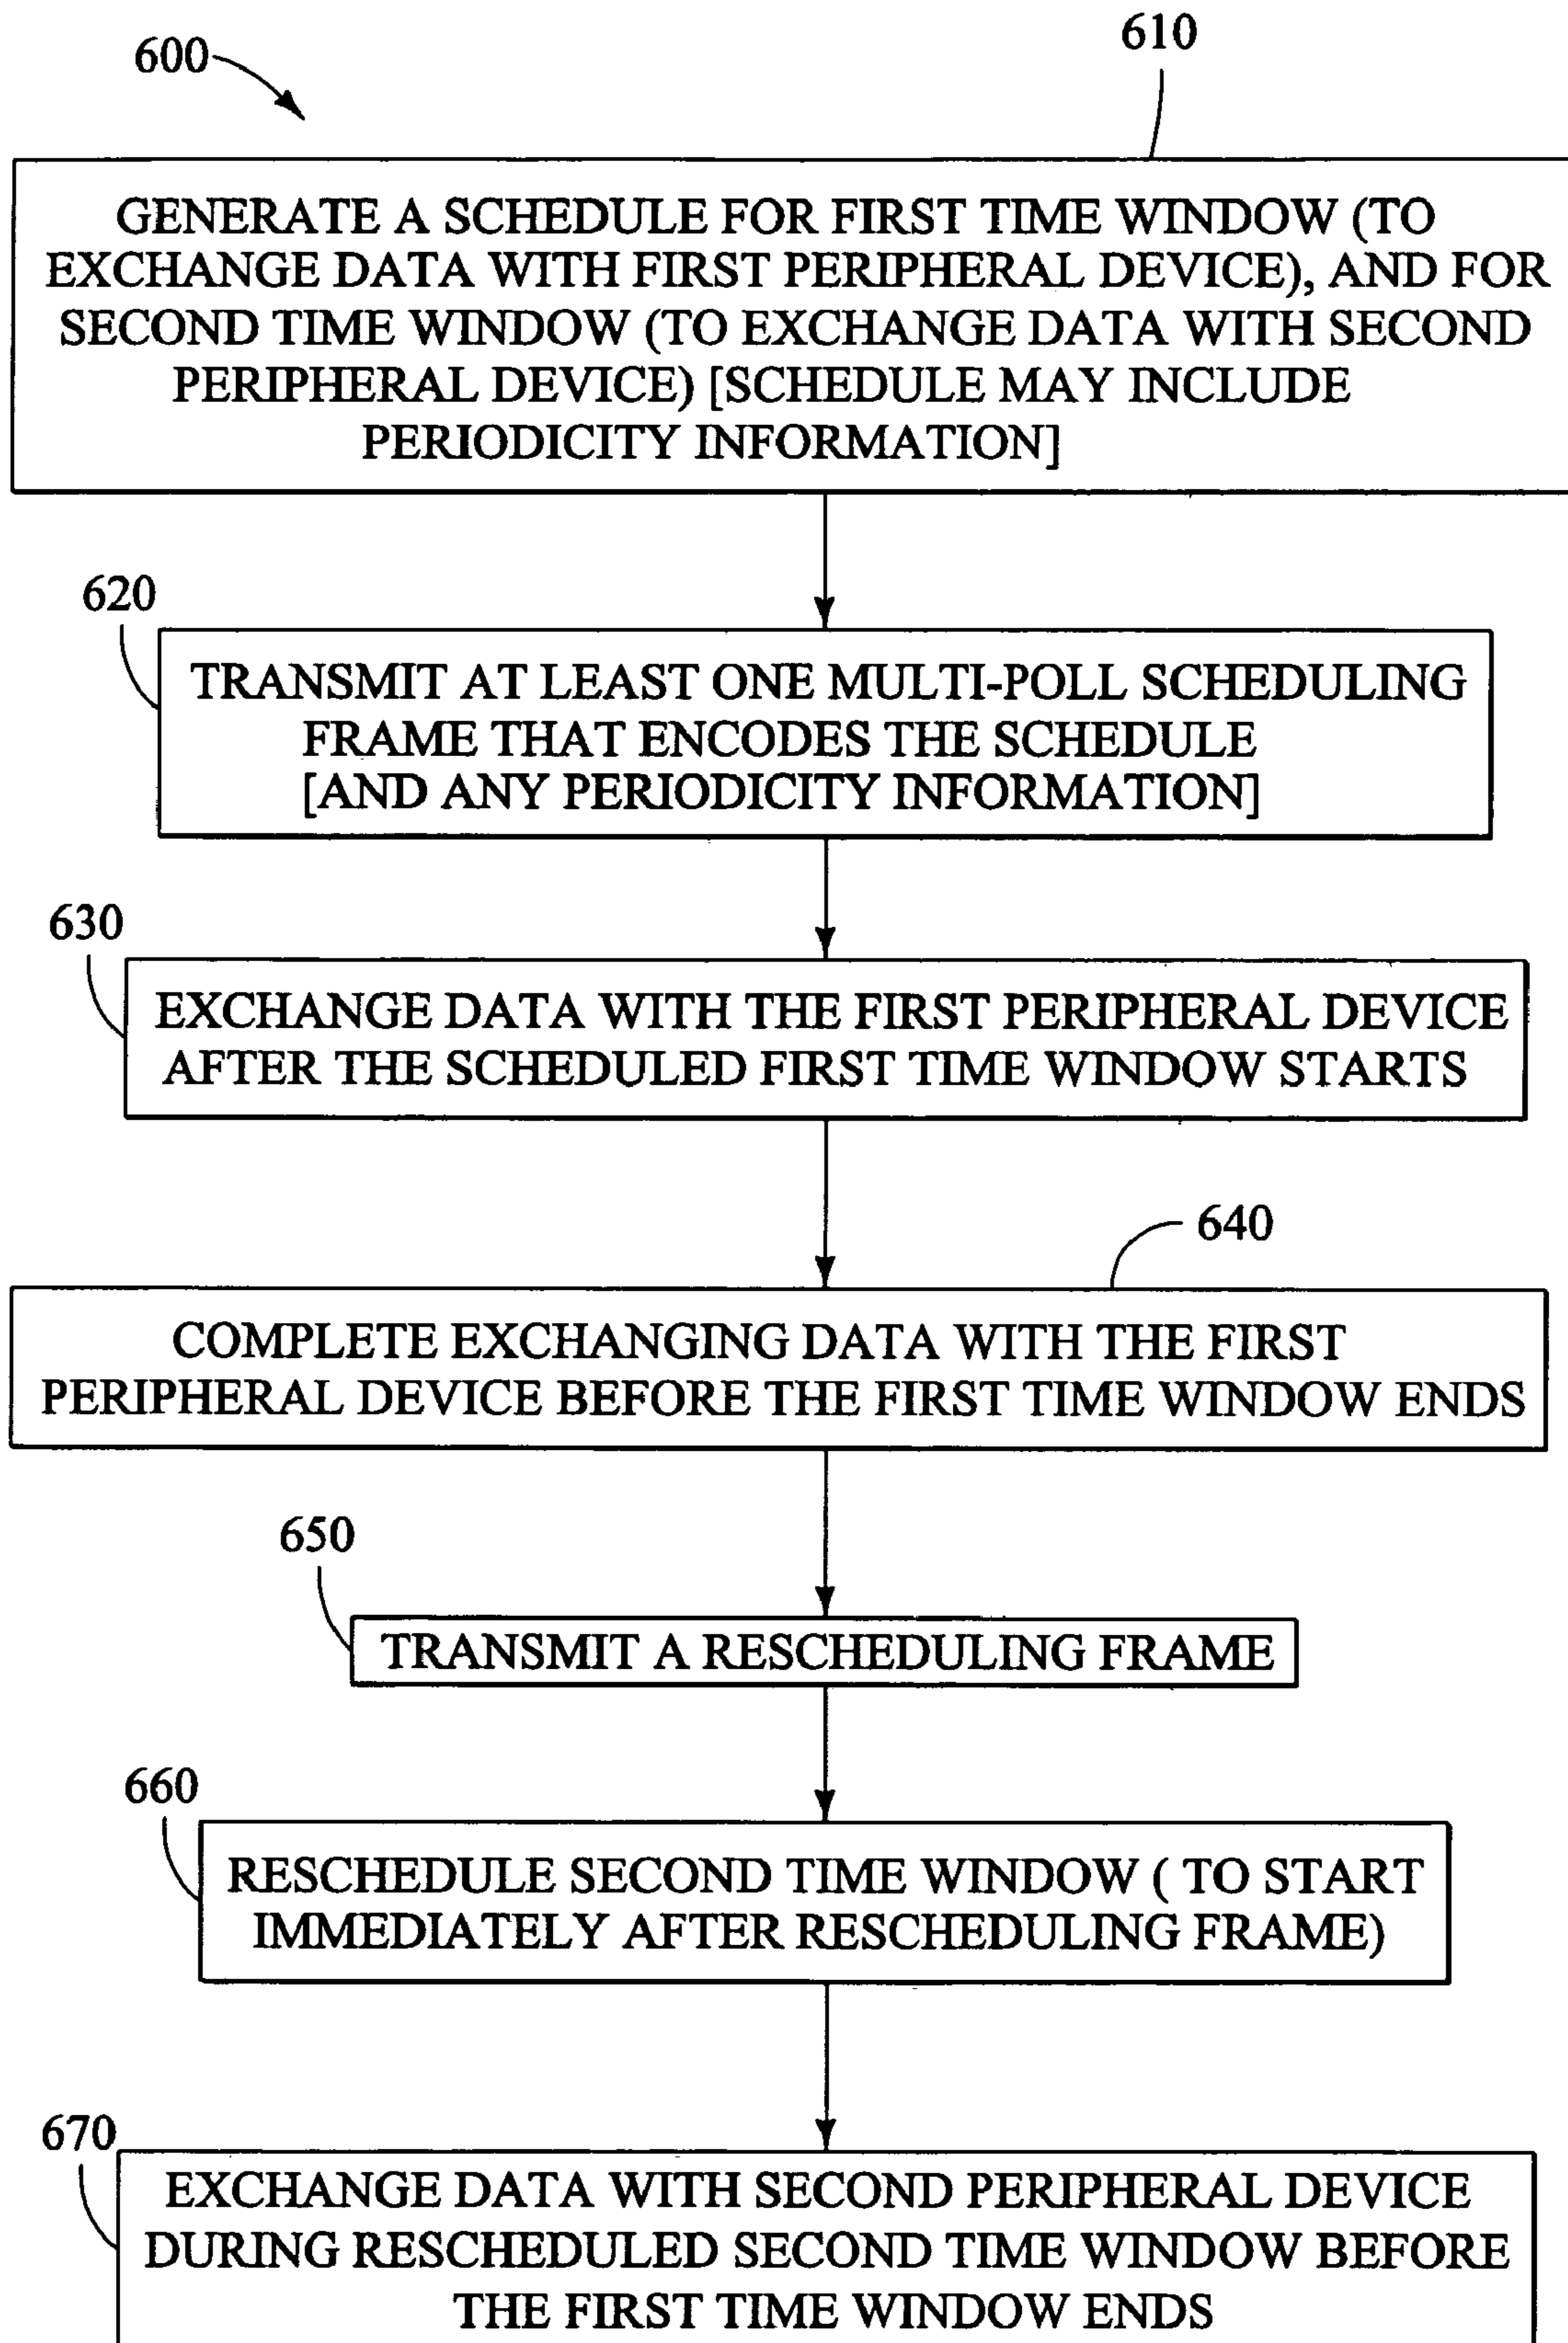 600
610
GENERATE A SCHEDULE FOR FIRST TIME WINDOW (TO
EXCHANGE DATA WITH FIRST PERIPHERAL DEVICE), AND FOR
SECOND TIME WINDOW (TO EXCHANGE DATA WITH SECOND
PERIPHERAL DEVICE) [SCHEDULE MAY INCLUDE
PERIODICITY INFORMATION]
620
TRANSMIT AT LEAST ONE MULTI-POLL SCHEDULING
FRAME THAT ENCODES THE SCHEDULE
[AND ANY PERIODICITY INFORMATION]
630
EXCHANGE DATA WITH THE FIRST PERIPHERAL DEVICE
AFTER THE SCHEDULED FIRST TIME WINDOW STARTS
640
COMPLETE EXCHANGING DATA WITH THE FIRST
PERIPHERAL DEVICE BEFORE THE FIRST TIME WINDOW ENDS
650
TRANSMIT A RESCHEDULING FRAME
660
RESCHEDULE SECOND TIME WINDOW ( TO START
IMMEDIATELY AFTER RESCHEDULING FRAME)
670
EXCHANGE DATA WITH SECOND PERIPHERAL DEVICE
DURING RESCHEDULED SECOND TIME WINDOW BEFORE
THE FIRST TIME WINDOW ENDS